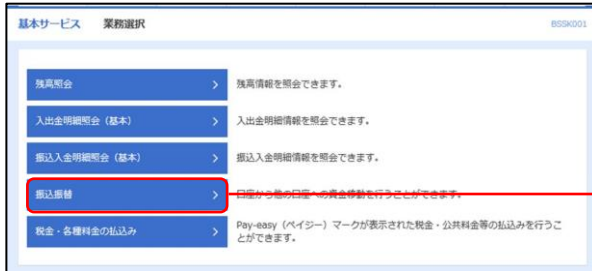 基本サービス 業務選択 BSSK001
残高照会 残高情報を照会できます。
入出金明細照会（基本） 入出金明細情報を照会できます。
振込入金明細照会（基本） 振込入金明細情報を照会できます。
振込振替 口座から他の口座への資金移動を行うことができます。
税金・各種料金の払込み Pay-easy（ペイジー）マークが表示された税金・公共料金等の払込みを行うこ
とができます。